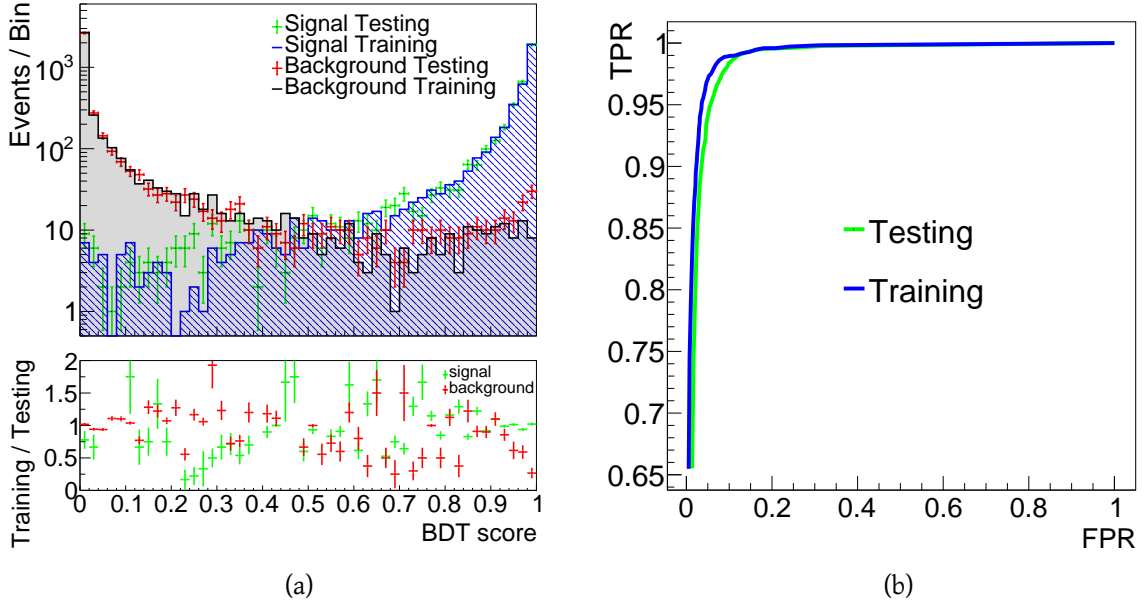 Events / Bin
10³
10²
10
1
Signal Testing
Signal Training
Background Testing
Background Training
Training / Testing
2
1.5
1
0.5
0
signal
background
0 0.1 0.2 0.3 0.4 0.5 0.6 0.7 0.8 0.9 1
BDT score
(a)
TPR
1
0.95
0.9
0.85
0.8
0.75
0.7
0.65
Testing
Training
0 0.2 0.4 0.6 0.8 1
FPR
(b)